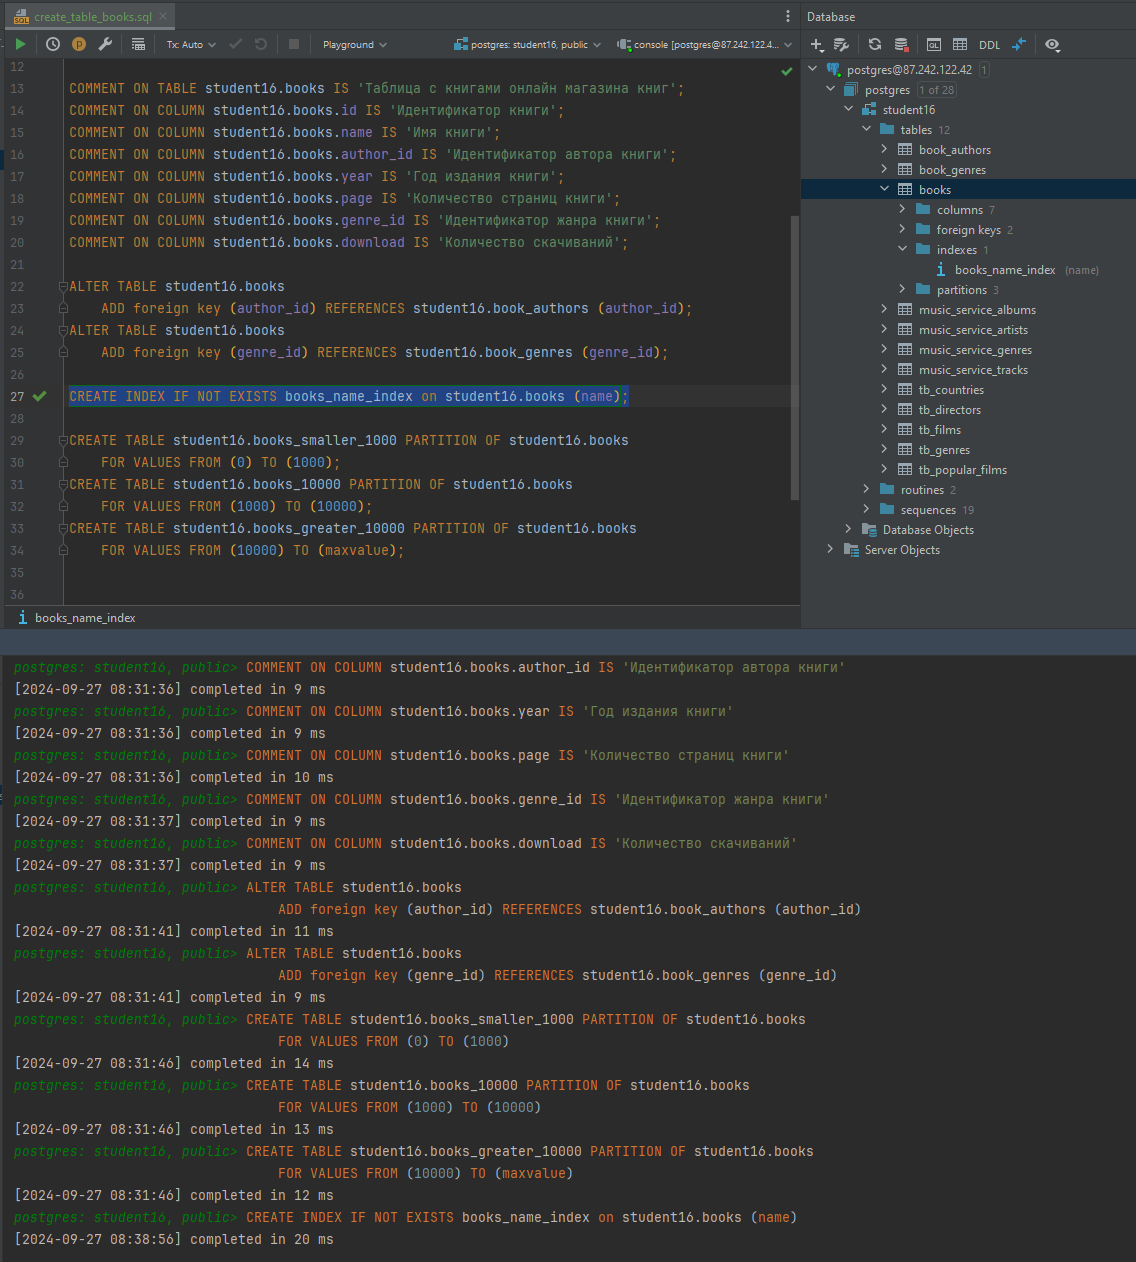 create_table_books.sql
Tx: Auto
Playground
postgres: student16, public
console [postgres@87.242.122.4...
12
13 COMMENT ON TABLE student16.books IS 'Таблица с книгами онлайн магазина книг';
14 COMMENT ON COLUMN student16.books.id IS 'Идентификатор книги';
15 COMMENT ON COLUMN student16.books.name IS 'Имя книги';
16 COMMENT ON COLUMN student16.books.author_id IS 'Идентификатор автора книги';
17 COMMENT ON COLUMN student16.books.year IS 'Год издания книги';
18 COMMENT ON COLUMN student16.books.page IS 'Количество страниц книги';
19 COMMENT ON COLUMN student16.books.genre_id IS 'Идентификатор жанра книги';
20 COMMENT ON COLUMN student16.books.download IS 'Количество скачиваний';
21
22 ALTER TABLE student16.books
23 ADD foreign key (author_id) REFERENCES student16.book_authors (author_id);
24 ALTER TABLE student16.books
25 ADD foreign key (genre_id) REFERENCES student16.book_genres (genre_id);
26
27 CREATE INDEX IF NOT EXISTS books_name_index on student16.books (name);
28
29 CREATE TABLE student16.books_smaller_1000 PARTITION OF student16.books
30 FOR VALUES FROM (0) TO (1000);
31 CREATE TABLE student16.books_10000 PARTITION OF student16.books
32 FOR VALUES FROM (1000) TO (10000);
33 CREATE TABLE student16.books_greater_10000 PARTITION OF student16.books
34 FOR VALUES FROM (10000) TO (maxvalue);
35
36
books_name_index
Database
DDL
postgres@87.242.122.42 1
postgres 1 of 28
student16
tables 12
book_authors
book_genres
books
columns 7
foreign keys 2
indexes 1
books_name_index (name)
partitions 3
music_service_albums
music_service_artists
music_service_genres
music_service_tracks
tb_countries
tb_directors
tb_films
tb_genres
tb_popular_films
routines 2
sequences 19
Database Objects
Server Objects
postgres: student16, public> COMMENT ON COLUMN student16.books.author_id IS 'Идентификатор автора книги'
[2024-09-27 08:31:36] completed in 9 ms
postgres: student16, public> COMMENT ON COLUMN student16.books.year IS 'Год издания книги'
[2024-09-27 08:31:36] completed in 9 ms
postgres: student16, public> COMMENT ON COLUMN student16.books.page IS 'Количество страниц книги'
[2024-09-27 08:31:36] completed in 10 ms
postgres: student16, public> COMMENT ON COLUMN student16.books.genre_id IS 'Идентификатор жанра книги'
[2024-09-27 08:31:37] completed in 9 ms
postgres: student16, public> COMMENT ON COLUMN student16.books.download IS 'Количество скачиваний'
[2024-09-27 08:31:37] completed in 9 ms
postgres: student16, public> ALTER TABLE student16.books
ADD foreign key (author_id) REFERENCES student16.book_authors (author_id)
[2024-09-27 08:31:41] completed in 11 ms
postgres: student16, public> ALTER TABLE student16.books
ADD foreign key (genre_id) REFERENCES student16.book_genres (genre_id)
[2024-09-27 08:31:41] completed in 9 ms
postgres: student16, public> CREATE TABLE student16.books_smaller_1000 PARTITION OF student16.books
FOR VALUES FROM (0) TO (1000)
[2024-09-27 08:31:46] completed in 14 ms
postgres: student16, public> CREATE TABLE student16.books_10000 PARTITION OF student16.books
FOR VALUES FROM (1000) TO (10000)
[2024-09-27 08:31:46] completed in 13 ms
postgres: student16, public> CREATE TABLE student16.books_greater_10000 PARTITION OF student16.books
FOR VALUES FROM (10000) TO (maxvalue)
[2024-09-27 08:31:46] completed in 12 ms
postgres: student16, public> CREATE INDEX IF NOT EXISTS books_name_index on student16.books (name)
[2024-09-27 08:38:56] completed in 20 ms